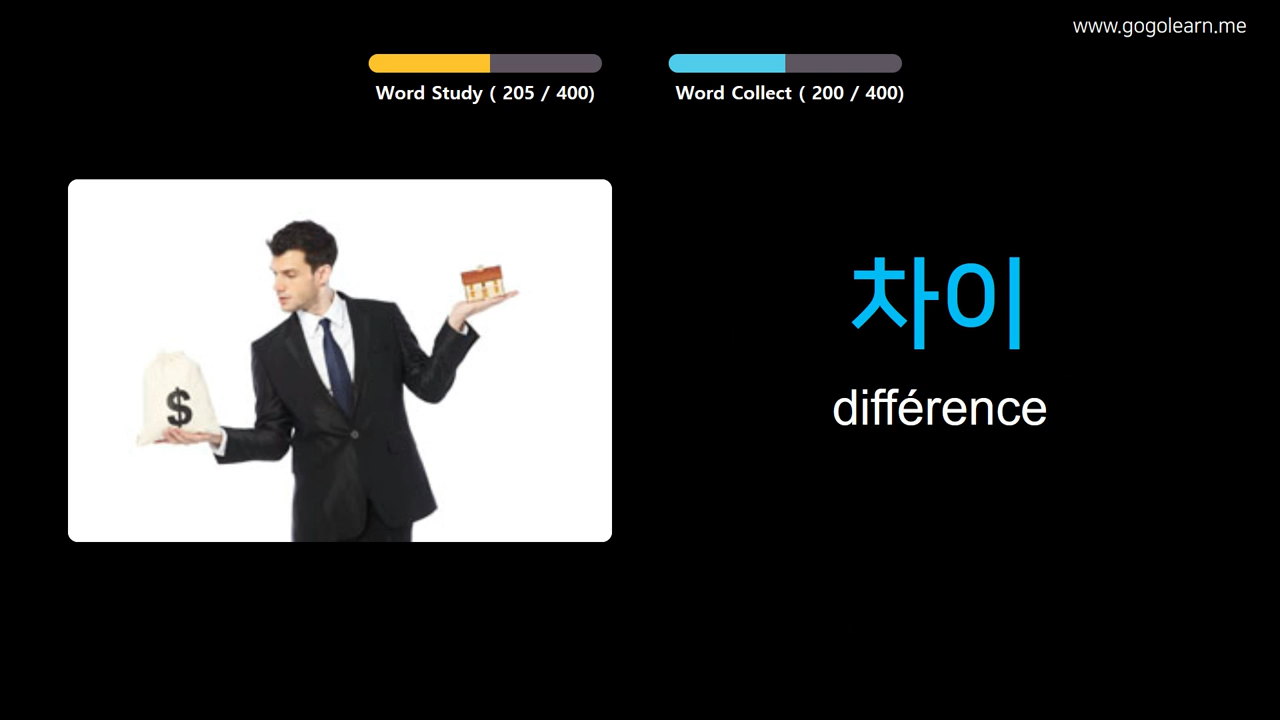 www.gogolearn.me
Word Study ( 205 / 400)
Word Collect ( 200 / 400)
차이
différence
$